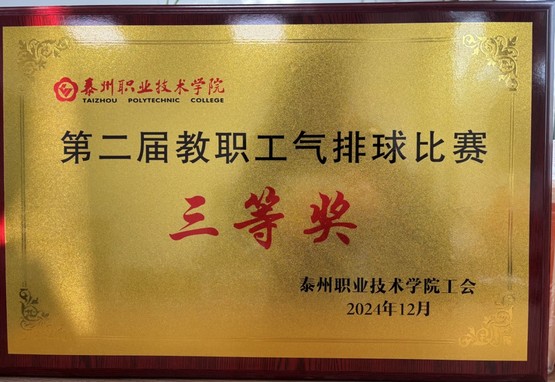 泰州职业技术学院
TAIZHOU POLYTECHNIC COLLEGE
第二届教职工气排球比赛
三等奖
泰州职业技术学院工会
2024年12月